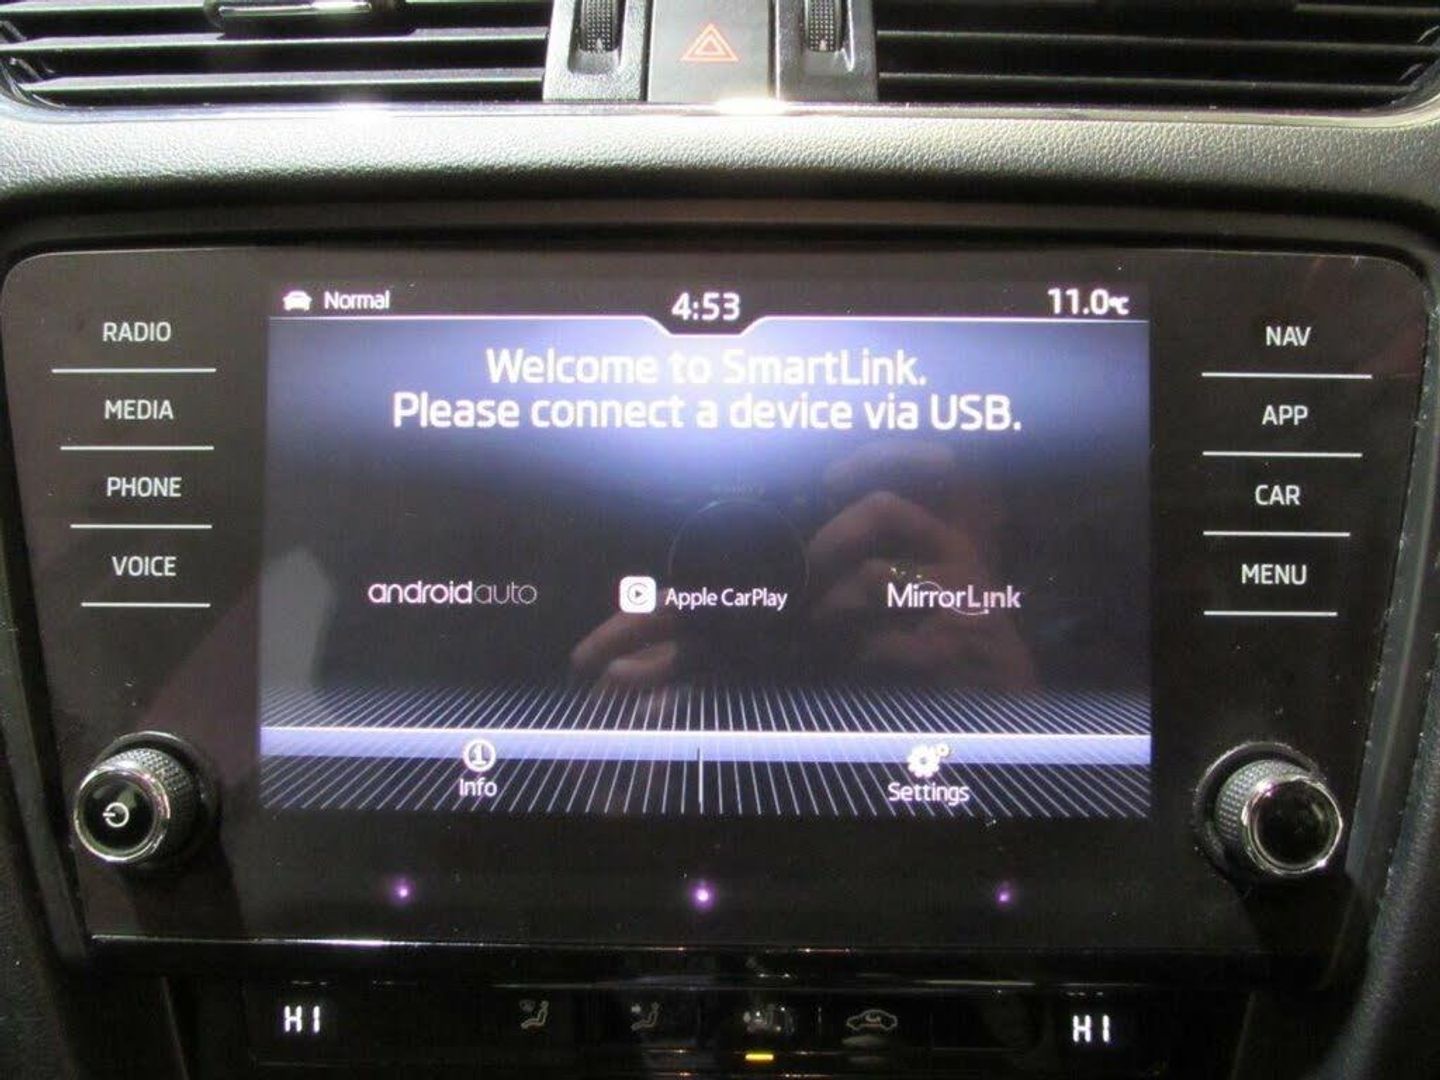 Normal 4:53 11.0°C
RADIO
MEDIA
PHONE
VOICE
Welcome to SmartLink.
Please connect a device via USB.
androidauto Apple CarPlay MirrorLink
Info Settings
NAV
APP
CAR
MENU
HI HI